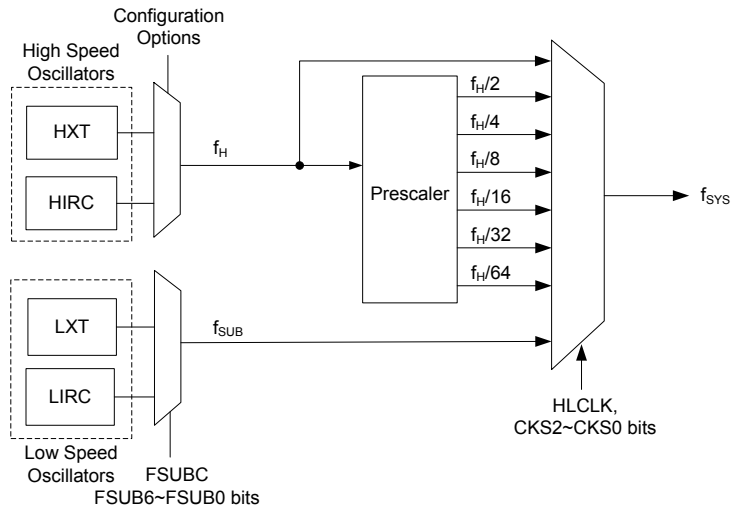 Configuration
Options
High Speed
Oscillators
HXT
HIRC
fH
Prescaler
fH/2
fH/4
fH/8
fH/16
fH/32
fH/64
fSYS
LXT
LIRC
fSUB
HLCLK,
CKS2~CKS0 bits
Low Speed
Oscillators
FSUBC
FSUB6~FSUB0 bits